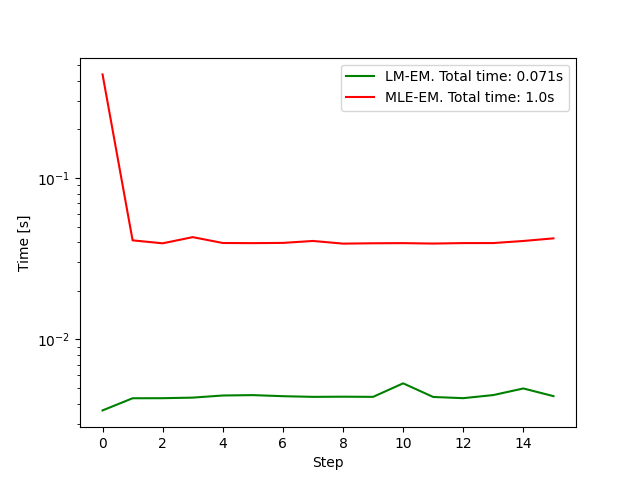 LM-EM. Total time: 0.071s
MLE-EM. Total time: 1.0s
10⁻¹
10⁻²
Time [s]
0 2 4 6 8 10 12 14
Step